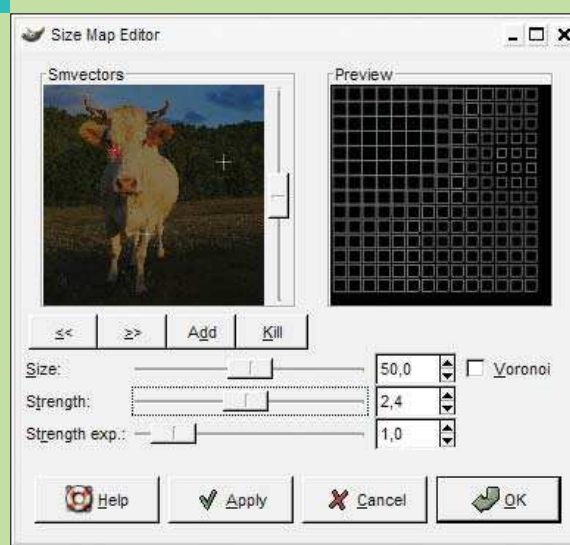 Size Map Editor
Smvectors
Preview
<<
>>
Add
Kill
Size:
50,0
Voronoi
Strength:
2,4
Strength exp.:
1,0
Help
Apply
Cancel
OK